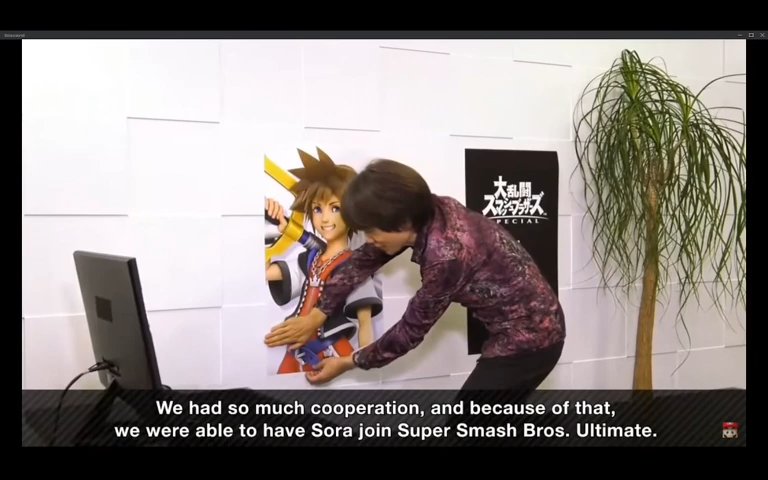 大乱闘
スマッシュブラザーズ
SPECIAL
We had so much cooperation, and because of that,
we were able to have Sora join Super Smash Bros. Ultimate.